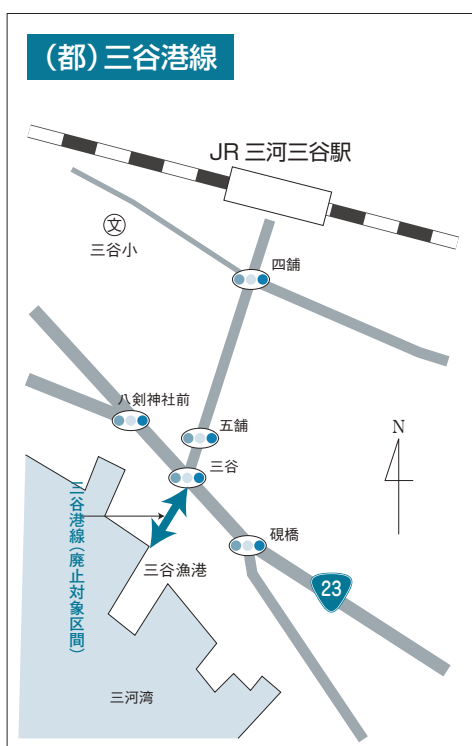 （都）三谷港線
JR 三河三谷駅
文
三谷小
四舗
八剣神社前
五舗
三谷
N
三谷港線（廃止対象区間）
硯橋
三谷漁港
23
三河湾